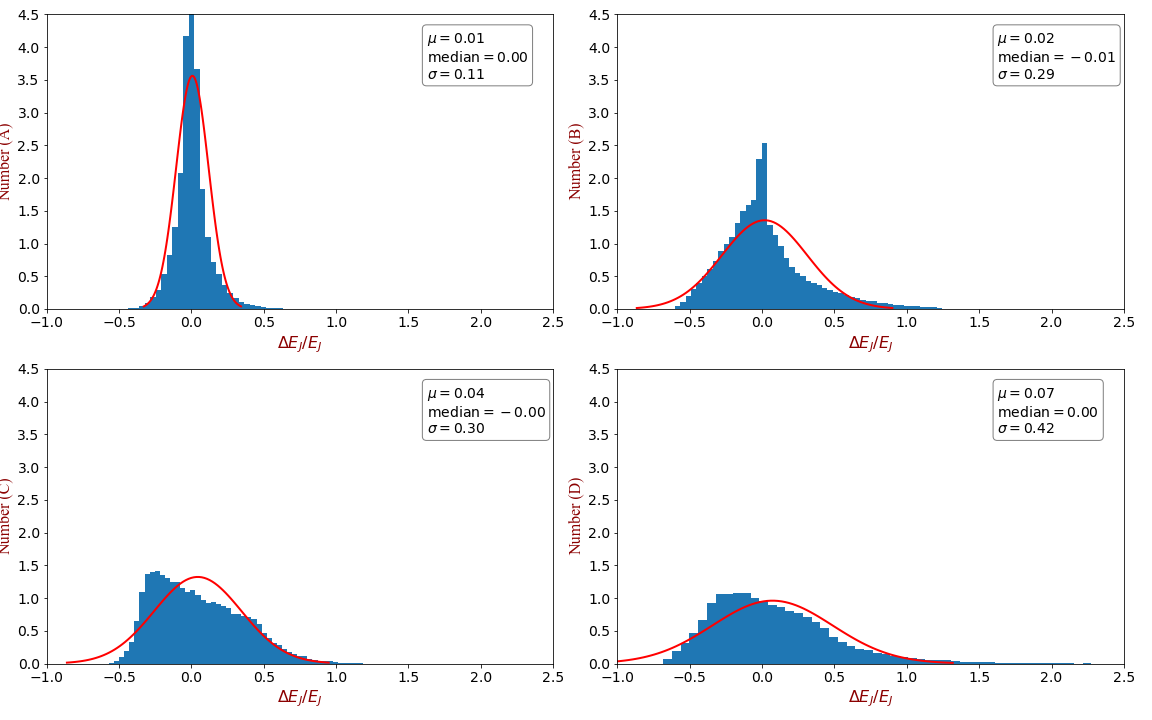 4.5
4.0
3.5
3.0
2.5
2.0
1.5
1.0
0.5
0.0
Number (A)
μ = 0.01
median = 0.00
σ = 0.11
−1.0 −0.5 0.0 0.5 1.0 1.5 2.0 2.5
ΔE_J/E_J
4.5
4.0
3.5
3.0
2.5
2.0
1.5
1.0
0.5
0.0
Number (B)
μ = 0.02
median = −0.01
σ = 0.29
−1.0 −0.5 0.0 0.5 1.0 1.5 2.0 2.5
ΔE_J/E_J
4.5
4.0
3.5
3.0
2.5
2.0
1.5
1.0
0.5
0.0
Number (C)
μ = 0.04
median = −0.00
σ = 0.30
−1.0 −0.5 0.0 0.5 1.0 1.5 2.0 2.5
ΔE_J/E_J
4.5
4.0
3.5
3.0
2.5
2.0
1.5
1.0
0.5
0.0
Number (D)
μ = 0.07
median = 0.00
σ = 0.42
−1.0 −0.5 0.0 0.5 1.0 1.5 2.0 2.5
ΔE_J/E_J